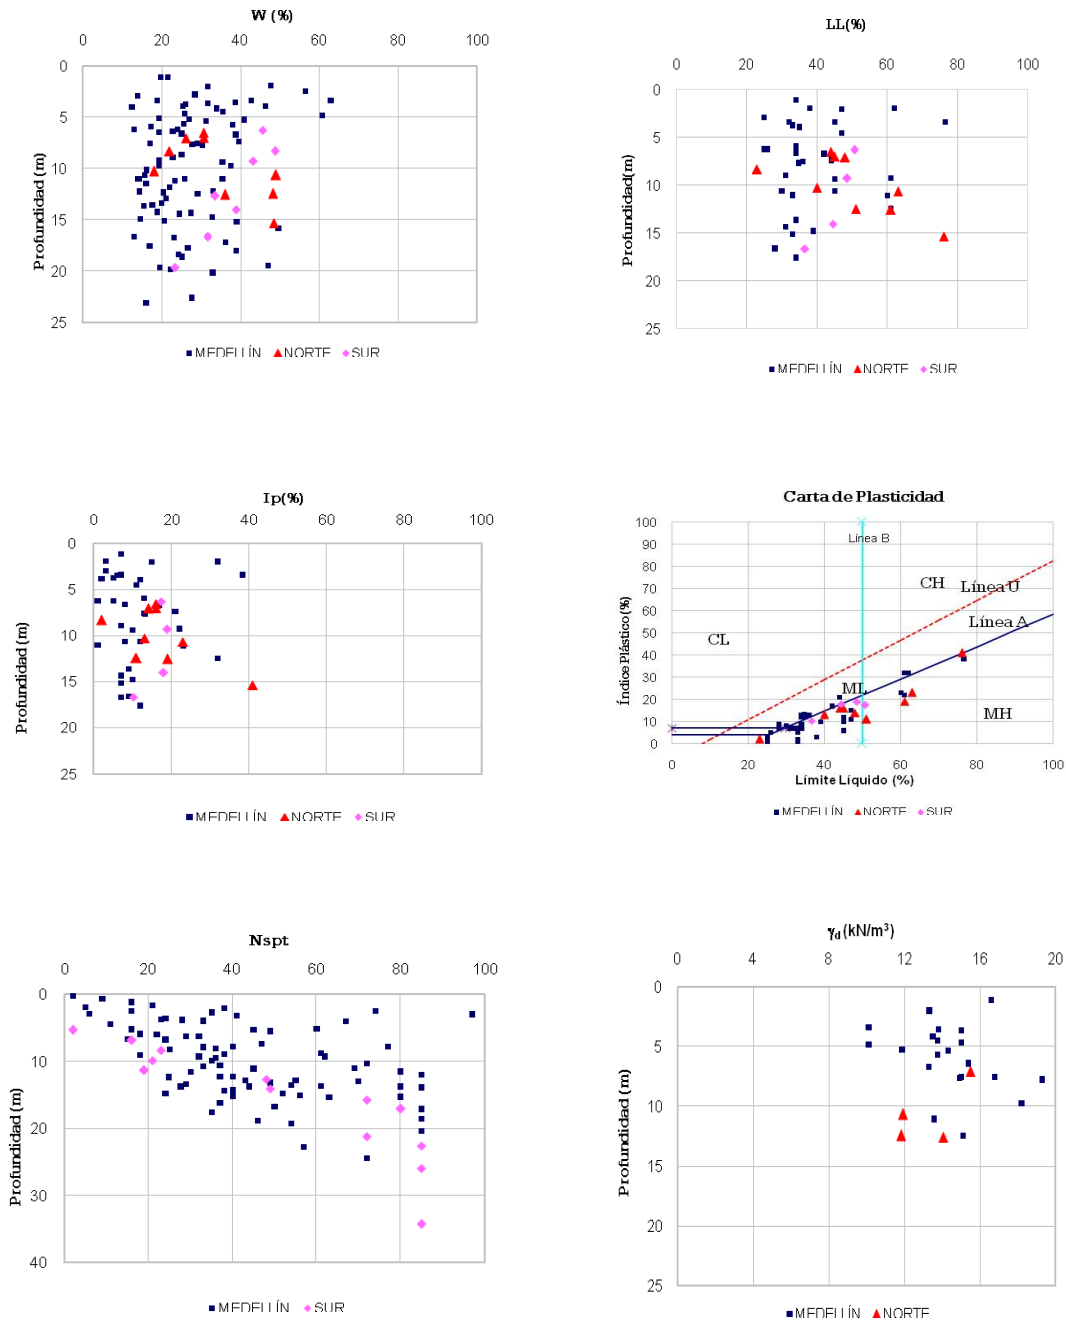 W (%)
0 20 40 60 80 100
0
5
10
15
20
25
Profundidad (m)
MEDELLÍN NORTE SUR
LL(%)
0 20 40 60 80 100
0
5
10
15
20
25
Profundidad(m)
MEDELLÍN NORTE SUR
Ip(%)
0 20 40 60 80 100
0
5
10
15
20
25
Profundidad (m)
MEDELLÍN NORTE SUR
Carta de Plasticidad
100
90
80
70
60
50
40
30
20
10
0
Índice Plástico(%)
Línea B
CH
Línea U
Línea A
CL
ML
MH
0 20 40 60 80 100
Límite Líquido (%)
MEDELLÍN NORTE SUR
Nspt
0 20 40 60 80 100
0
10
20
30
40
Profundidad (m)
MEDELLÍN SUR
γd (kN/m³)
0 4 8 12 16 20
0
5
10
15
20
25
Profundidad (m)
MEDELLÍN NORTE